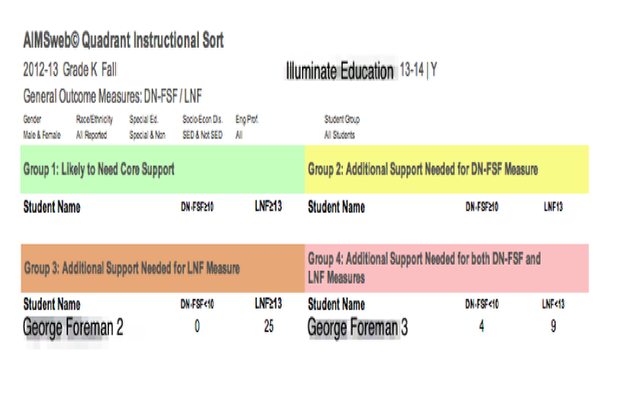 AIMSweb© Quadrant Instructional Sort
2012-13 Grade K Fall
Illuminate Education 13-14 | Y
General Outcome Measures: DN-FSF / LNF
Gender Race/Ethnicity Special Ed. Socio-Econ Dis. Eng Prof. Student Group
Male & Female All Reported Special & Non SED & Not SED All All Students
Group 1: Likely to Need Core Support
Group 2: Additional Support Needed for DN-FSF Measure
Student Name DN-FSF≥10 LNF≥13
Student Name DN-FSF≥10 LNF13
Group 3: Additional Support Needed for LNF Measure
Group 4: Additional Support Needed for both DN-FSF and
LNF Measures
Student Name DN-FSF<10 LNF≥13
George Foreman 2 0 25
Student Name DN-FSF<10 LNF<13
George Foreman 3 4 9